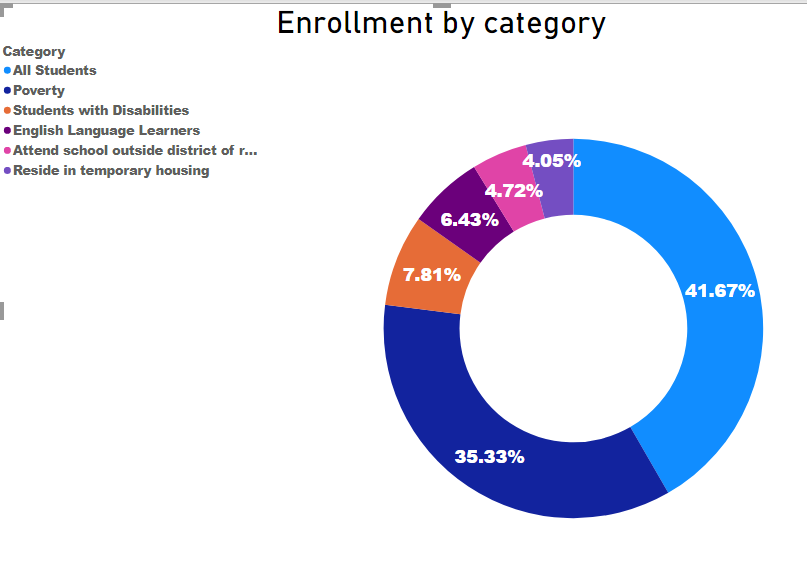 Enrollment by category
Category
All Students
Poverty
Students with Disabilities
English Language Learners
Attend school outside district of r...
Reside in temporary housing
4.05%
4.72%
6.43%
7.81%
41.67%
35.33%